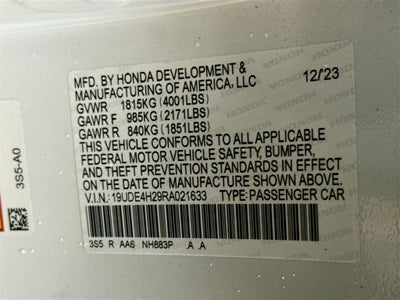 MFD. BY HONDA DEVELOPMENT &
MANUFACTURING OF AMERICA, LLC 12/23
GVWR 1815KG (4001LBS)
GAWR F 985KG (2171LBS)
GAWR R 840KG (1851LBS)
THIS VEHICLE CONFORMS TO ALL APPLICABLE
FEDERAL MOTOR VEHICLE SAFETY, BUMPER,
AND THEFT PREVENTION STANDARDS IN EFFECT
ON THE DATE OF MANUFACTURE SHOWN ABOVE.
V.I.N.: 19UDE4H29RA021633 TYPE: PASSENGER CAR
3S5 R AA6 NH883P .A .A
3S5-A0
HONDA HONDA